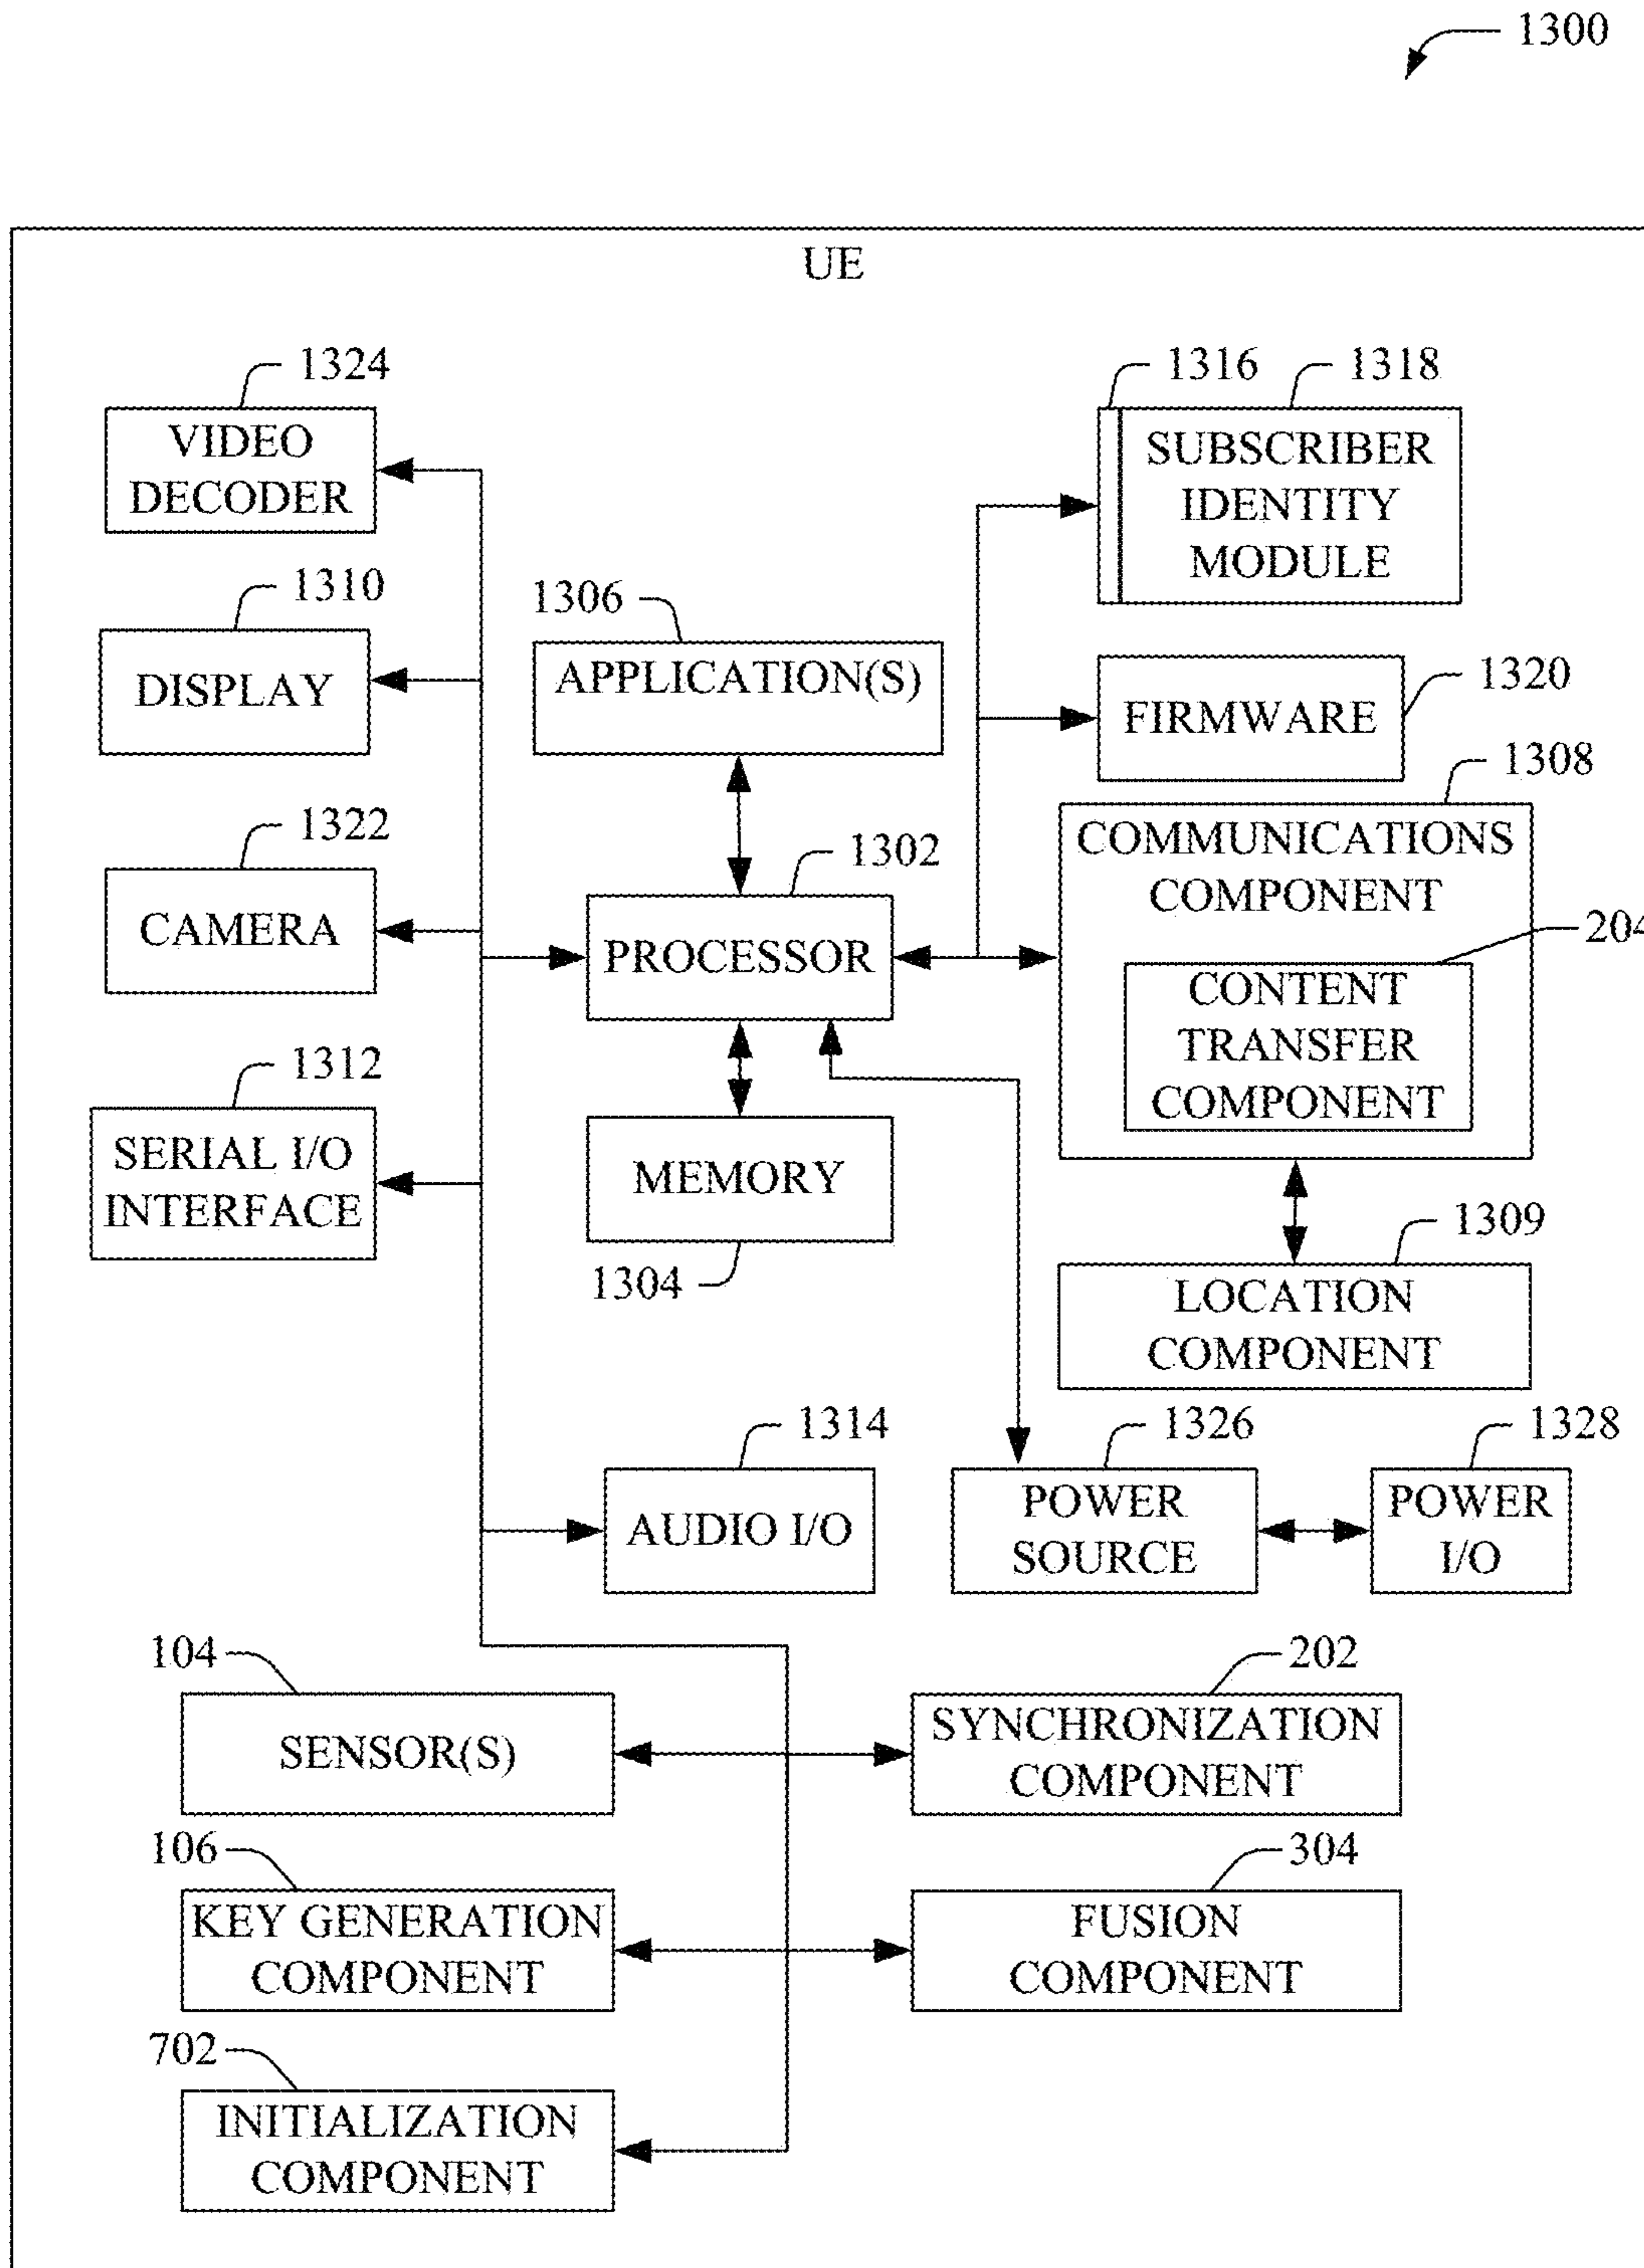 1300
UE
1324
VIDEO
DECODER
1316
1318
SUBSCRIBER
IDENTITY
MODULE
1310
DISPLAY
1306
APPLICATION(S)
1320
FIRMWARE
1308
COMMUNICATIONS
COMPONENT
204
CONTENT
TRANSFER
COMPONENT
1322
CAMERA
1302
PROCESSOR
1312
SERIAL I/O
INTERFACE
MEMORY
1304
1309
LOCATION
COMPONENT
1314
AUDIO I/O
1326
POWER
SOURCE
1328
POWER
I/O
104
SENSOR(S)
202
SYNCHRONIZATION
COMPONENT
106
KEY GENERATION
COMPONENT
304
FUSION
COMPONENT
702
INITIALIZATION
COMPONENT